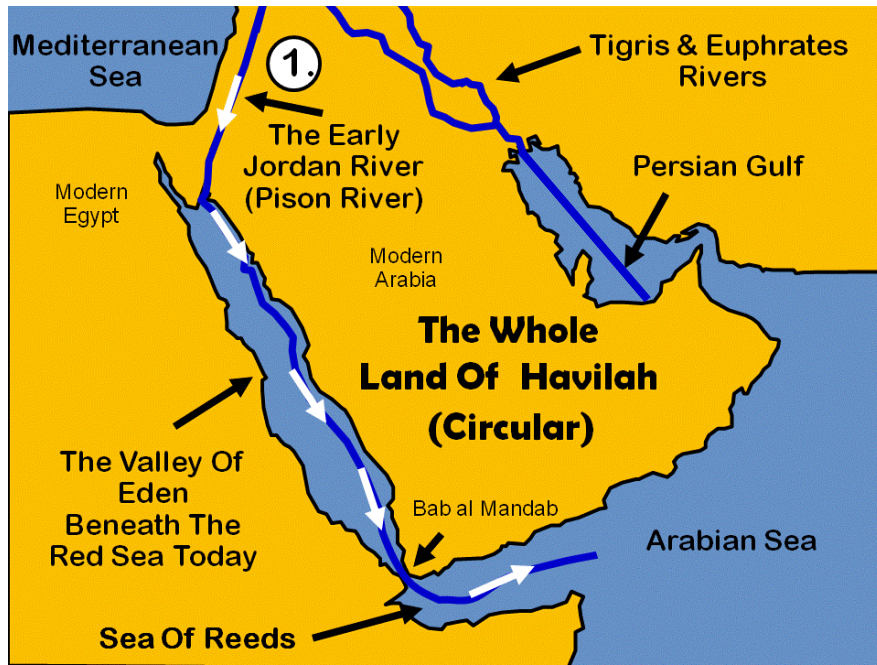 Mediterranean
Sea
1.
Tigris & Euphrates
Rivers
The Early
Jordan River
(Pison River)
Persian Gulf
Modern
Egypt
Modern
Arabia
The Whole
Land Of Havilah
(Circular)
The Valley Of
Eden
Beneath The
Red Sea Today
Bab al Mandab
Arabian Sea
Sea Of Reeds